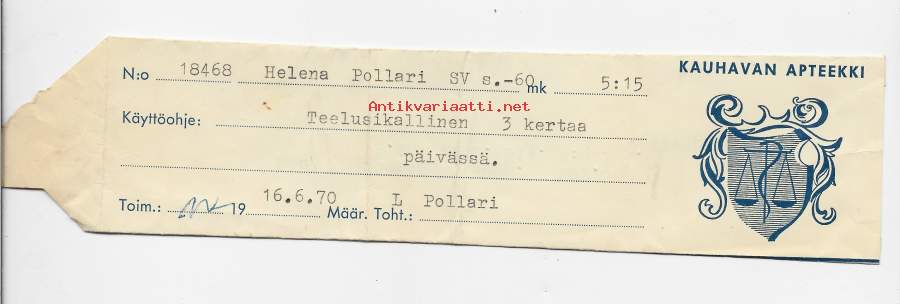 KAUHAVAN APTEEKKI
N:o 18468 Helena Pollari SV s.-60 mk 5:15
Antikvariaatti.net
Käyttöohje: Teelusikallinen 3 kertaa
päivässä.
Toim.: 19 16.6.70 Määr. Toht.: L Pollari